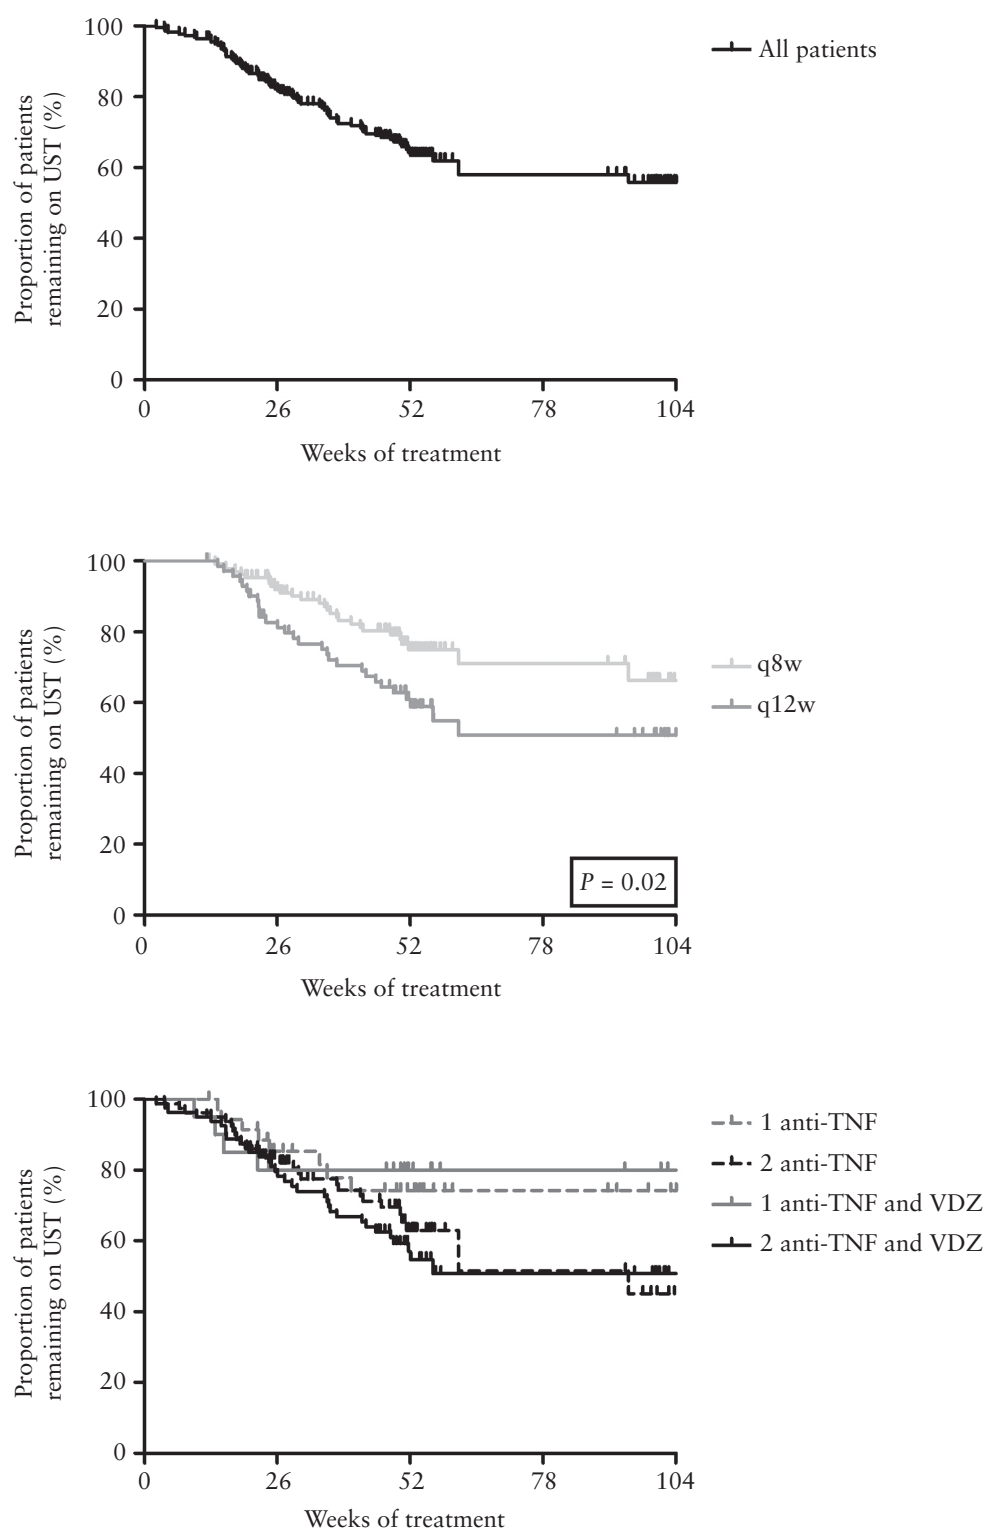 100
80
60
40
20
0
Proportion of patients
remaining on UST (%)
0 26 52 78 104
Weeks of treatment
All patients
100
80
60
40
20
0
Proportion of patients
remaining on UST (%)
0 26 52 78 104
Weeks of treatment
q8w
q12w
P = 0.02
100
80
60
40
20
0
Proportion of patients
remaining on UST (%)
0 26 52 78 104
Weeks of treatment
1 anti-TNF
2 anti-TNF
1 anti-TNF and VDZ
2 anti-TNF and VDZ